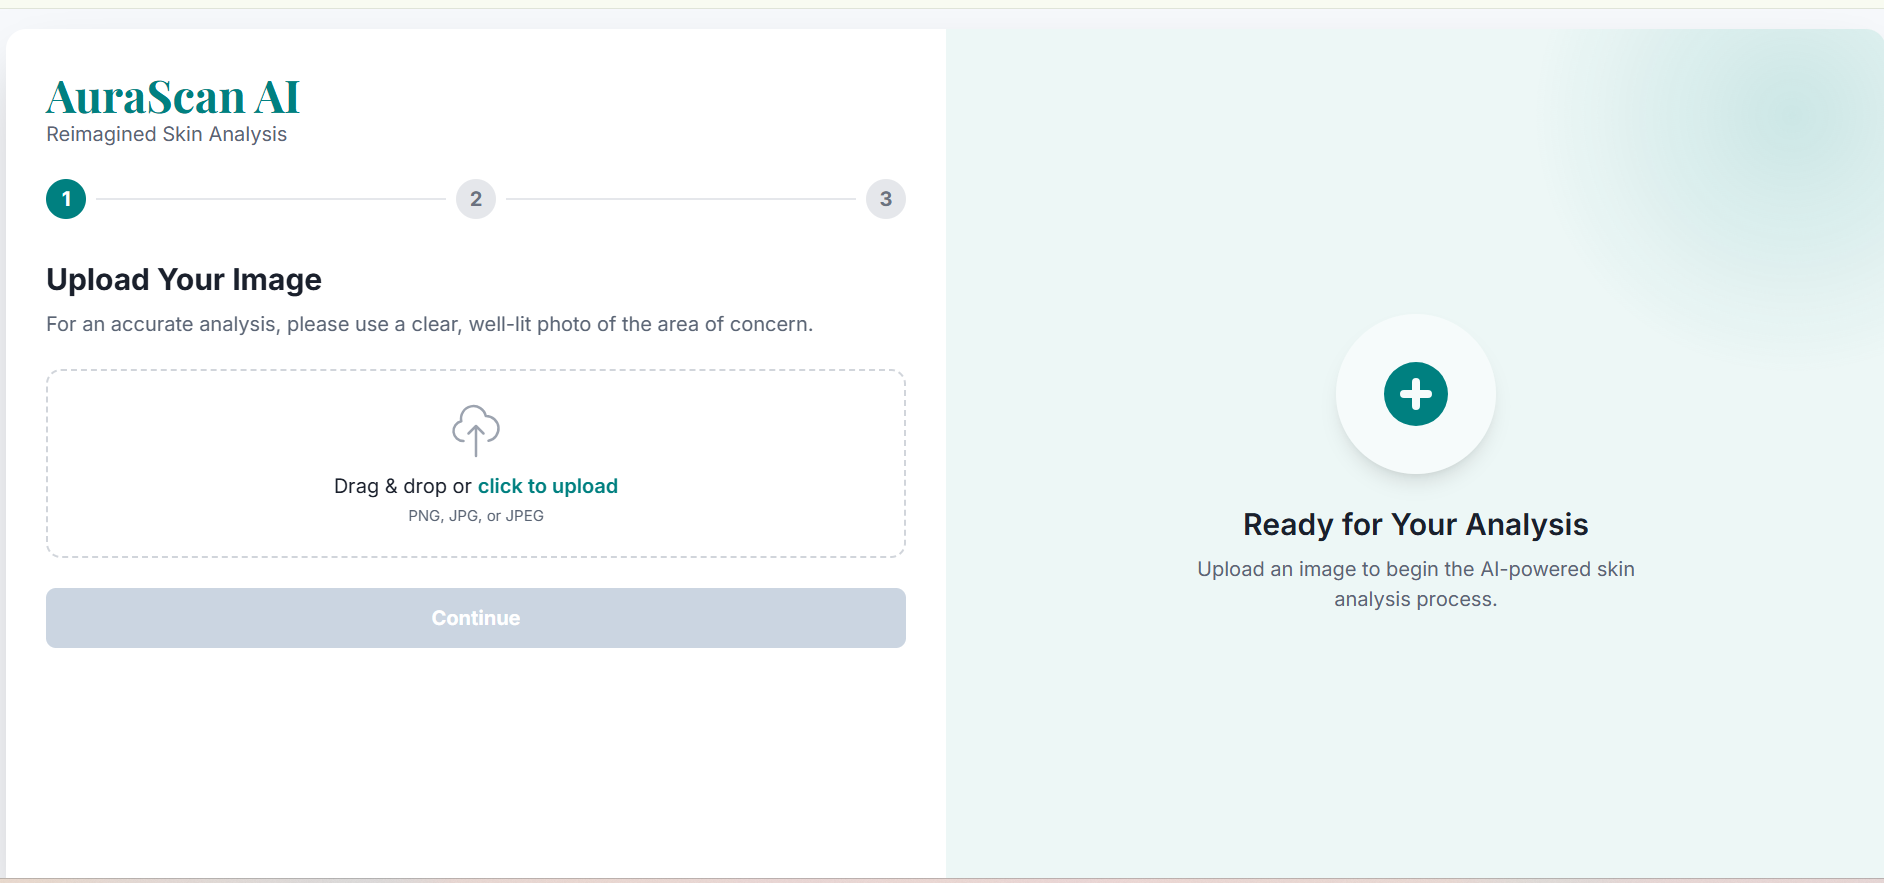 AuraScan AI
Reimagined Skin Analysis
1
2
3
Upload Your Image
For an accurate analysis, please use a clear, well-lit photo of the area of concern.
Drag & drop or click to upload
PNG, JPG, or JPEG
Continue
Ready for Your Analysis
Upload an image to begin the AI-powered skin
analysis process.